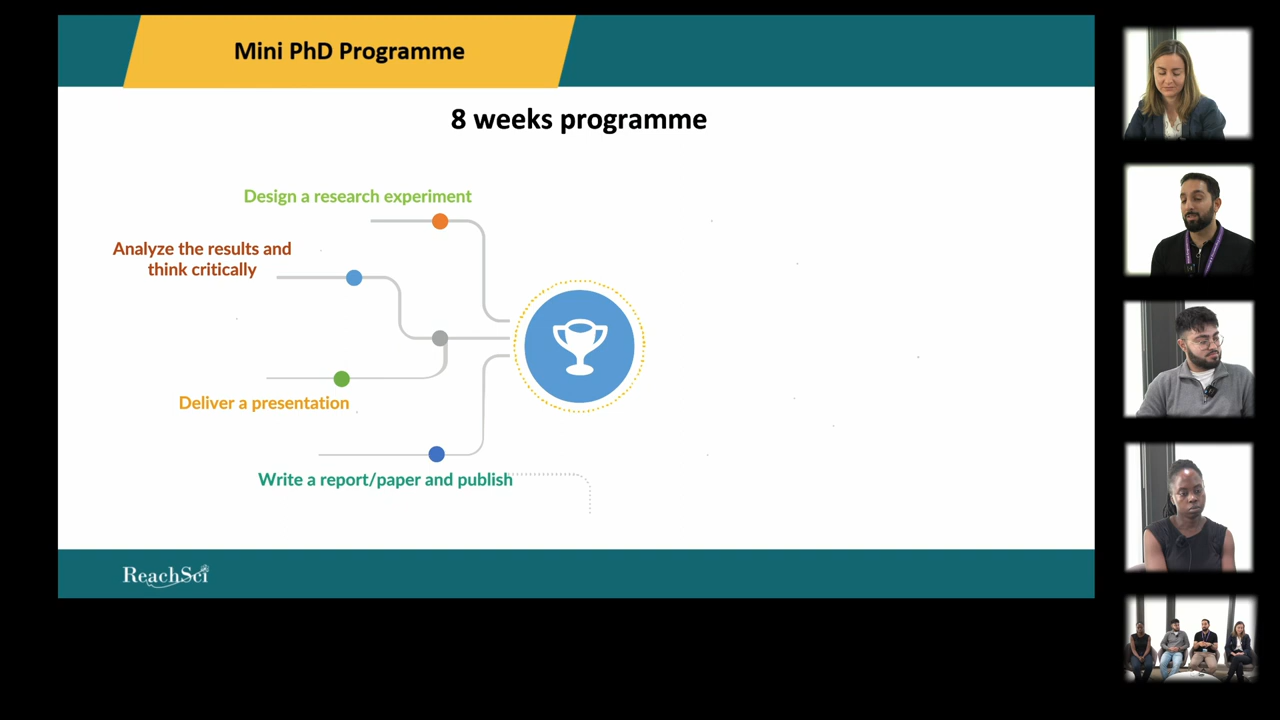 Mini PhD Programme
8 weeks programme
Design a research experiment
Analyze the results and
think critically
Deliver a presentation
Write a report/paper and publish
ReachSci